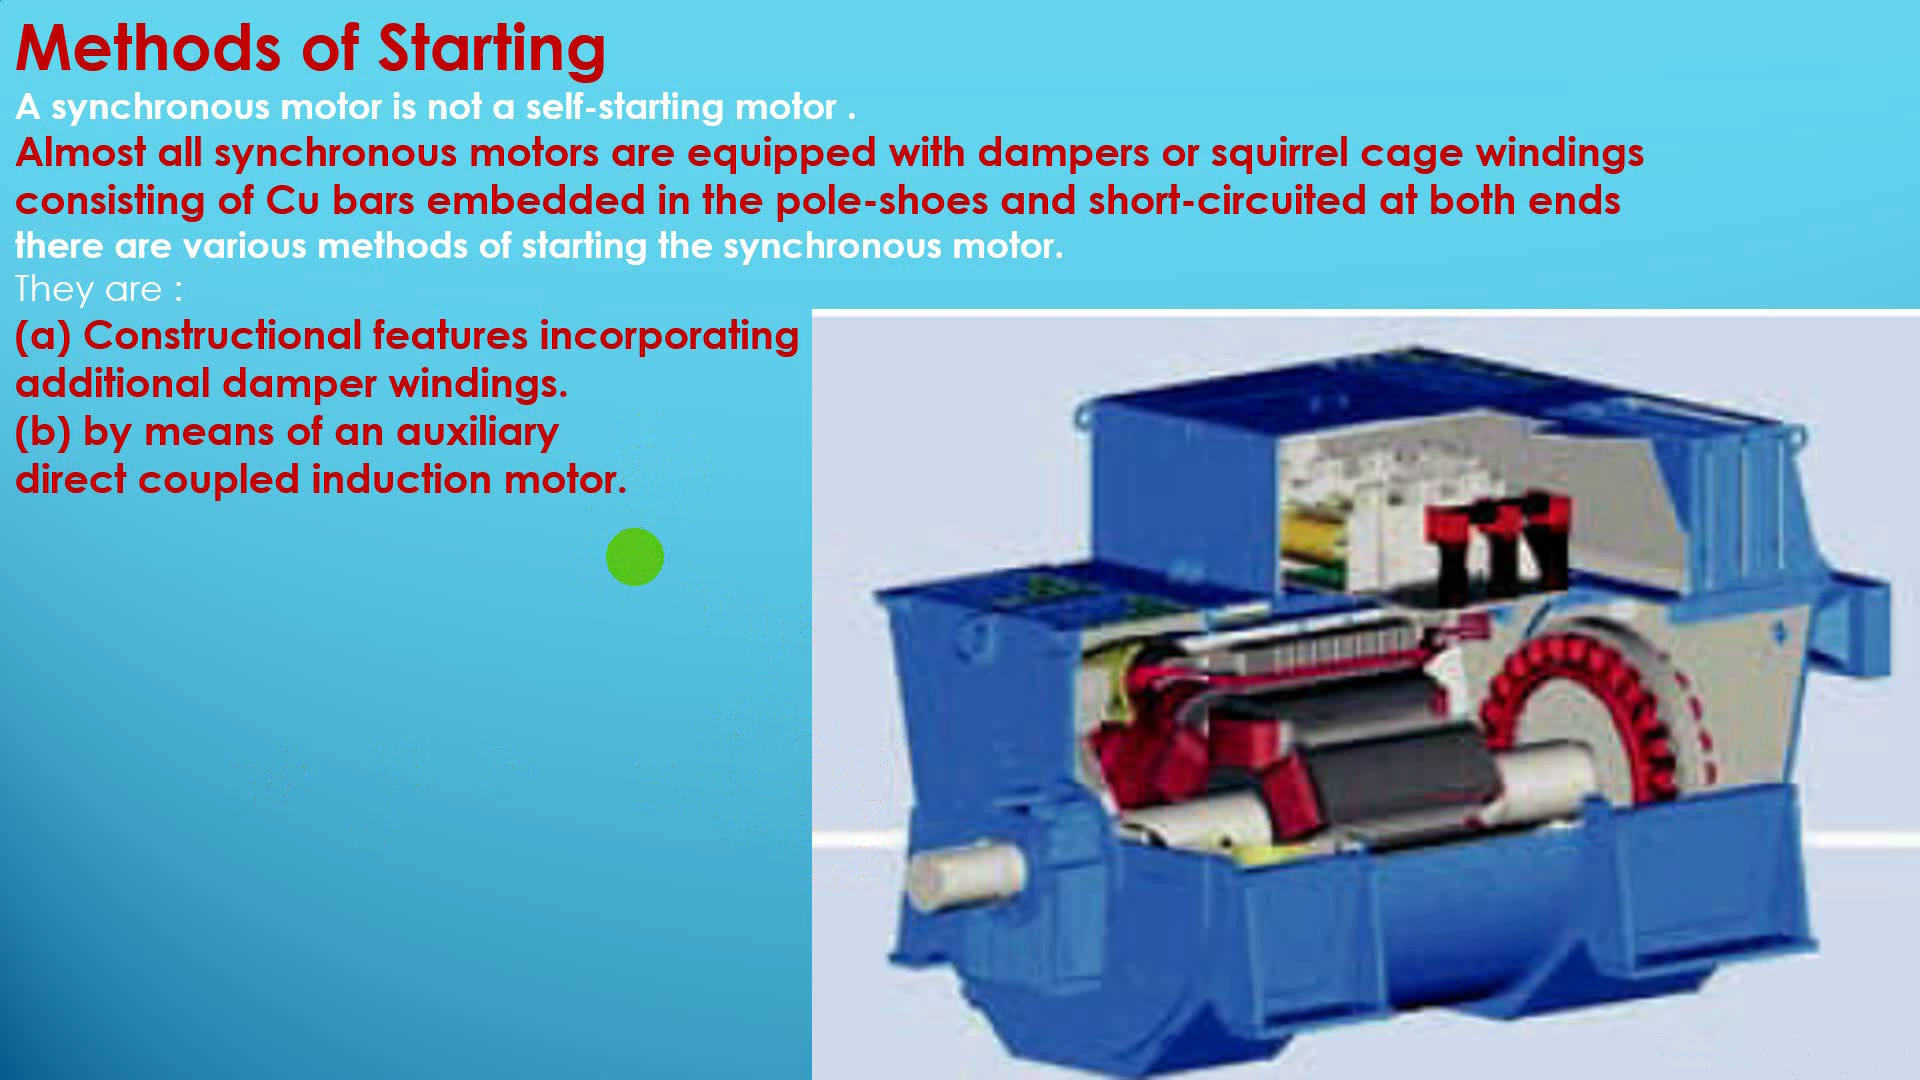 Methods of Starting
A synchronous motor is not a self-starting motor .
Almost all synchronous motors are equipped with dampers or squirrel cage windings
consisting of Cu bars embedded in the pole-shoes and short-circuited at both ends
there are various methods of starting the synchronous motor.
They are :
(a) Constructional features incorporating
additional damper windings.
(b) by means of an auxiliary
direct coupled induction motor.